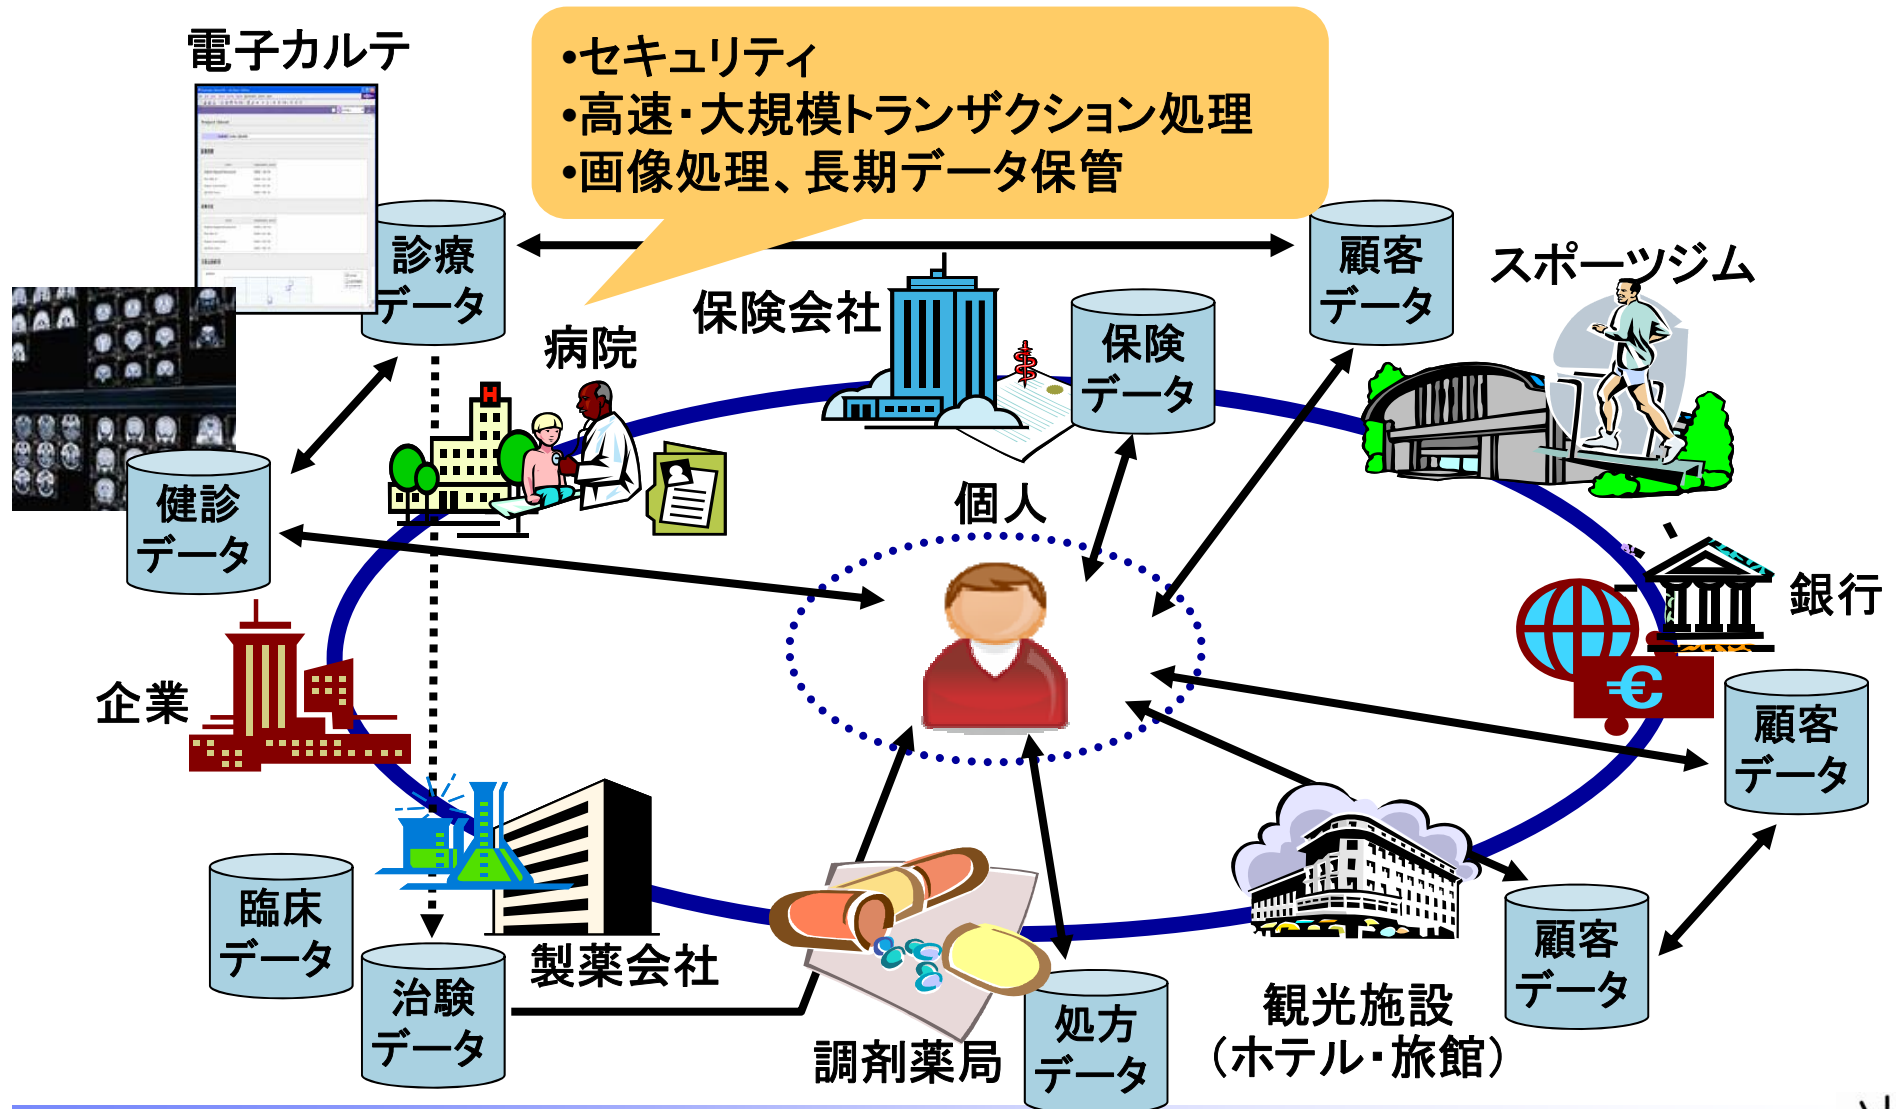 電子カルテ
•セキュリティ
•高速・大規模トランザクション処理
•画像処理、長期データ保管
診療
データ
顧客
データ
スポーツジム
保険会社
保険
データ
病院
H
健診
データ
個人
銀行
€
企業
顧客
データ
臨床
データ
製薬会社
治験
データ
調剤薬局
処方
データ
観光施設
（ホテル・旅館）
顧客
データ